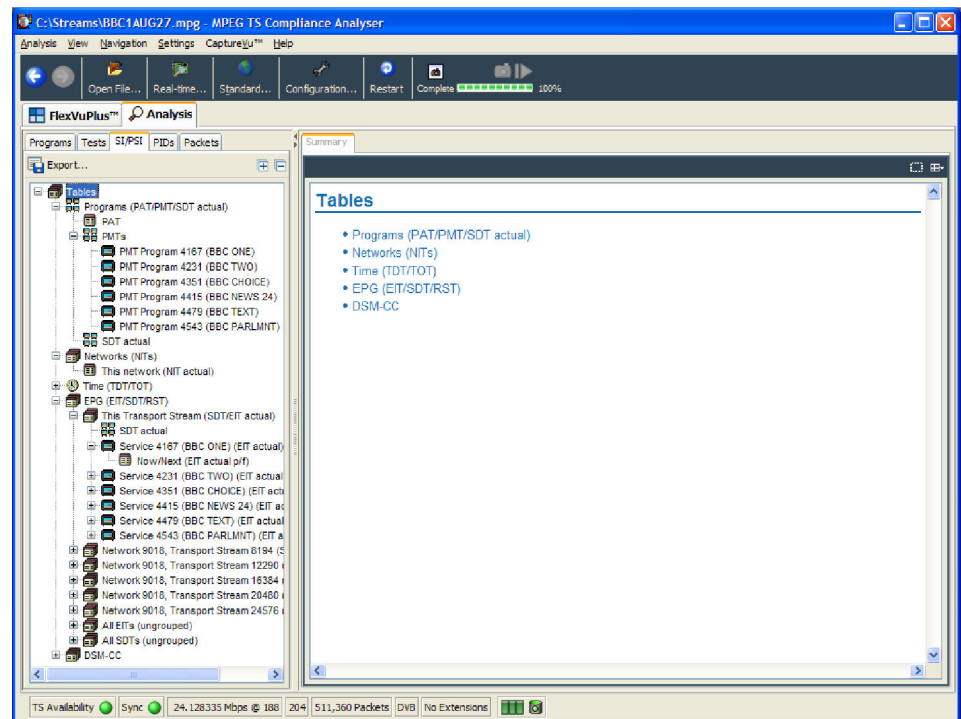 C:\Streams\BBC1AUG27.mpg - MPEG TS Compliance Analyser
Analysis View Navigation Settings CaptureVu™ Help
Open File... Real-time... Standard... Configuration... Restart Complete 100%
FlexVuPlus™ Analysis
Programs Tests SI/PSI PIDs Packets
Summary
Export...
Tables
Programs (PAT/PMT/SDT actual)
PAT
PMTs
PMT Program 4167 (BBC ONE)
PMT Program 4231 (BBC TWO)
PMT Program 4351 (BBC CHOICE)
PMT Program 4415 (BBC NEWS 24)
PMT Program 4479 (BBC TEXT)
PMT Program 4543 (BBC PARLMNT)
SDT actual
Networks (NITs)
This network (NIT actual)
Time (TDT/TOT)
EPG (EIT/SDT/RST)
This Transport Stream (SDT/EIT actual)
SDT actual
Service 4167 (BBC ONE) (EIT actual)
Now/Next (EIT actual p/f)
Service 4231 (BBC TWO) (EIT actual
Service 4351 (BBC CHOICE) (EIT actu
Service 4415 (BBC NEWS 24) (EIT ac
Service 4479 (BBC TEXT) (EIT actual
Service 4543 (BBC PARLMNT) (EIT a
Network 9018, Transport Stream 8194 (S
Network 9018, Transport Stream 12290
Network 9018, Transport Stream 16384
Network 9018, Transport Stream 20480
Network 9018, Transport Stream 24576
All EITs (ungrouped)
All SDTs (ungrouped)
DSM-CC
Tables
• Programs (PAT/PMT/SDT actual)
• Networks (NITs)
• Time (TDT/TOT)
• EPG (EIT/SDT/RST)
• DSM-CC
TS Availability Sync 24.128335 Mbps @ 188 204 511,360 Packets DVB No Extensions